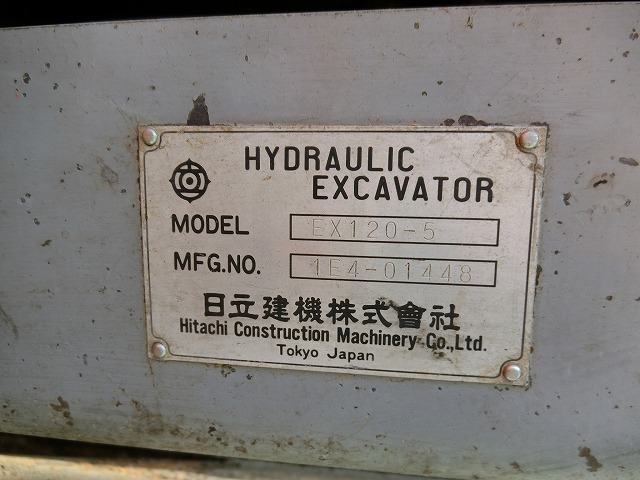 HYDRAULIC
EXCAVATOR
MODEL EX120-5
MFG.NO. 1E4-01448
日立建機株式會社
Hitachi Construction Machinery Co.,Ltd.
Tokyo Japan